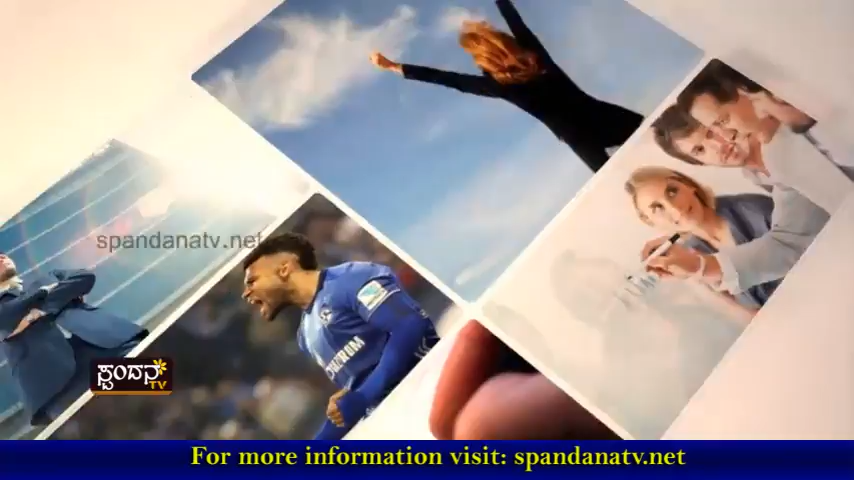 spandanatv.net
ಸ್ಪಂದನ
TV
For more information visit: spandanatv.net